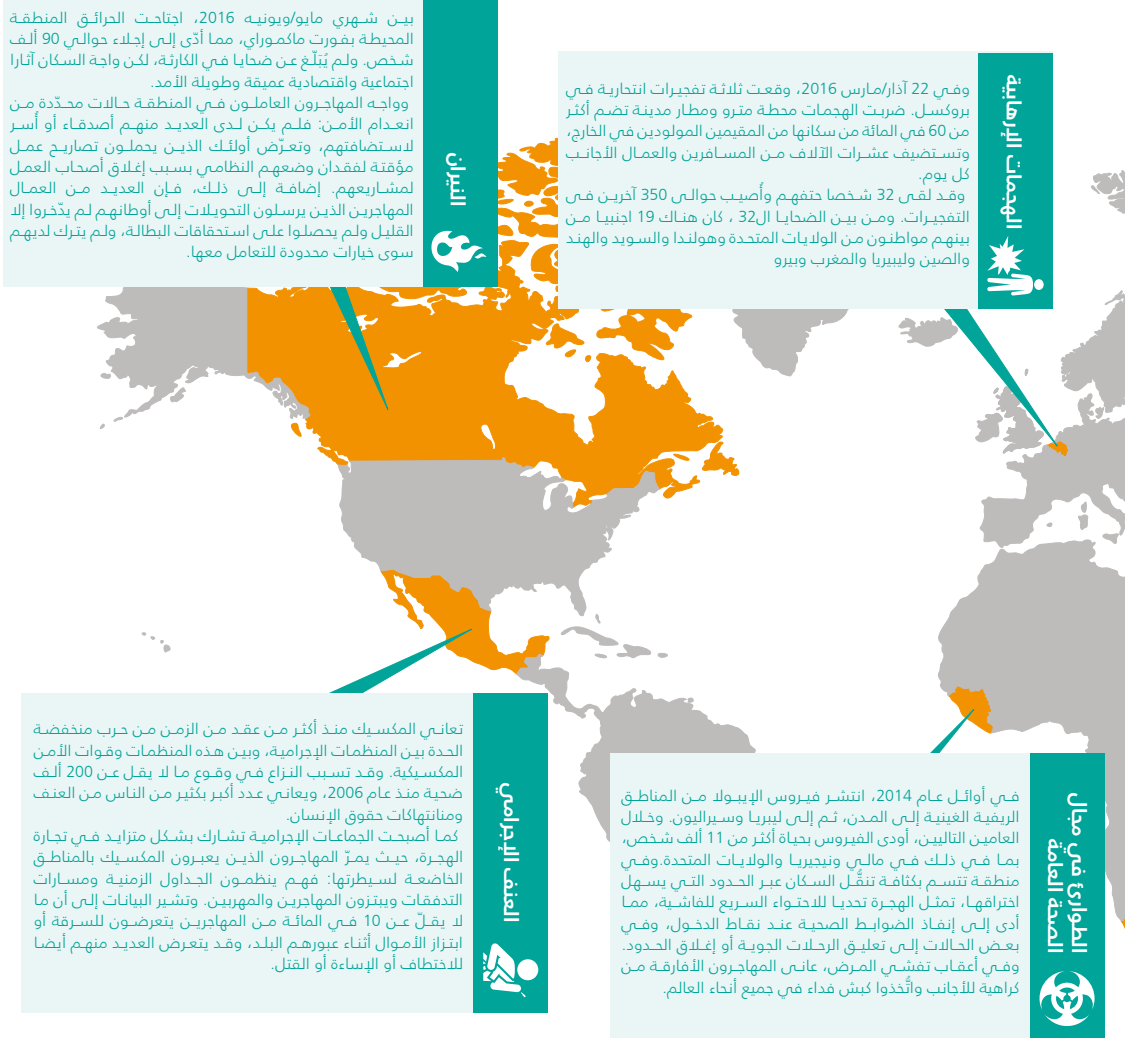 النيران
بين شهري مايو/يونيه 2016، اجتاحت الحرائق المنطقة
المحيطة بفورت ماكموراي، مما أدّى إلى إجلاء حوالي 90 ألف
شخص. ولم يُبَلّغ عن ضحايا في الكارثة، لكن واجة السكان آثارا
اجتماعية واقتصادية عميقة وطويلة الأمد.
وواجه المهاجرون العاملون في المنطقة حالات محدّدة من
انعدام الأمن: فلم يكن لدى العديد منهم أصدقاء أو أُسر
لاستضافتهم، وتعرّض أولئك الذين يحملون تصاريح عمل
مؤقتة لفقدان وضعهم النظامي بسبب إغلاق أصحاب العمل
لمشاريعهم. إضافة إلى ذلك، فإن العديد من العمال
المهاجرين الذين يرسلون التحويلات إلى أوطانهم لم يدّخروا إلا
القليل ولم يحصلوا على استحقاقات البطالة، ولم يترك لديهم
سوى خيارات محدودة للتعامل معها.
الهجمات الإرهابية
وفي 22 آذار/مارس 2016، وقعت ثلاثة تفجيرات انتحارية في
بروكسل. ضربت الهجمات محطة مترو ومطار مدينة تضم أكثر
من 60 في المائة من سكانها من المقيمين المولودين في الخارج،
وتستضيف عشرات الآلاف من المسافرين والعمال الأجانب
كل يوم.
وقد لقى 32 شخصا حتفهم وأُصيب حوالى 350 آخرين فى
التفجيرات. ومن بين الضحايا ال32 ، كان هناك 19 اجنبيا من
بينهم مواطنون من الولايات المتحدة وهولندا والسويد والهند
والصين وليبيريا والمغرب وبيرو
العنف الإجرامي
تعاني المكسيك منذ أكثر من عقد من الزمن من حرب منخفضة
الحدة بين المنظمات الإجرامية، وبين هذه المنظمات وقوات الأمن
المكسيكية. وقد تسبب النزاع في وقوع ما لا يقل عن 200 ألف
ضحية منذ عام 2006، ويعاني عدد أكبر بكثير من الناس من العنف
ومنانتهاكات حقوق الإنسان.
كما أصبحت الجماعات الإجرامية تشارك بشكل متزايد في تجارة
الهجرة، حيث يمرّ المهاجرون الذين يعبرون المكسيك بالمناطق
الخاضعة لسيطرتها: فهم ينظمون الجداول الزمنية ومسارات
التدفقات ويبتزون المهاجرين والمهربين. وتشير البيانات إلى أن ما
لا يقلّ عن 10 في المائة من المهاجرين يتعرضون للسرقة أو
ابتزاز الأموال أثناء عبورهم البلد، وقد يتعرض العديد منهم أيضا
للاختطاف أو الإساءة أو القتل.
الطوارئ في مجال
الصحة العامة
في أوائل عام 2014، انتشر فيروس الإيبولا من المناطق
الريفية الغينية إلى المدن، ثم إلى ليبريا وسيراليون. وخلال
العامين التاليين، أودى الفيروس بحياة أكثر من 11 ألف شخص،
بما في ذلك في مالي ونيجيريا والولايات المتحدة.وفي
منطقة تتسم بكثافة تنقُّل السكان عبر الحدود التي يسهل
اختراقها، تمثل الهجرة تحديا للاحتواء السريع للفاشية، مما
أدى إلى إنفاذ الضوابط الصحية عند نقاط الدخول، وفي
بعض الحالات إلى تعليق الرحلات الجوية أو إغلاق الحدود.
وفي أعقاب تفشي المرض، عانى المهاجرون الأفارقة من
كراهية للأجانب واتُّخذوا كبش فداء في جميع أنحاء العالم.